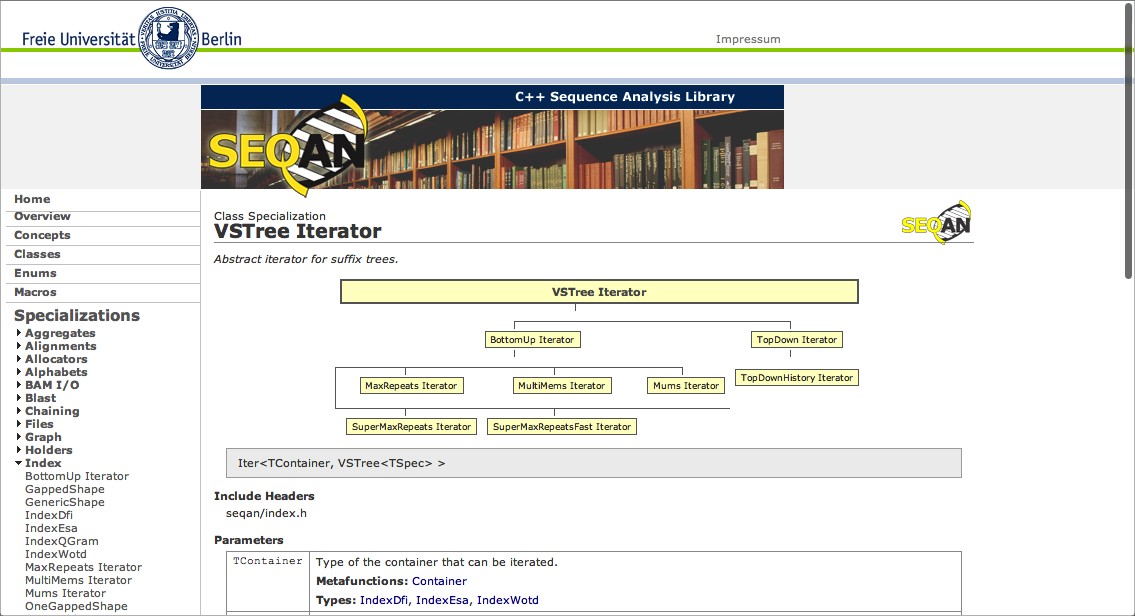 Freie Universität Berlin
Impressum
C++ Sequence Analysis Library
SEQAN
Home
Overview
Concepts
Classes
Enums
Macros
Specializations
Aggregates
Alignments
Allocators
Alphabets
BAM I/O
Blast
Chaining
Files
Graph
Holders
Index
BottomUp Iterator
GappedShape
GenericShape
IndexDfi
IndexEsa
IndexQGram
IndexWotd
MaxRepeats Iterator
MultiMems Iterator
Mums Iterator
OneGappedShape
Class Specialization
VSTree Iterator
SEQAN
Abstract iterator for suffix trees.
VSTree Iterator
BottomUp Iterator
TopDown Iterator
MaxRepeats Iterator
MultiMems Iterator
Mums Iterator
TopDownHistory Iterator
SuperMaxRepeats Iterator
SuperMaxRepeatsFast Iterator
Iter<TContainer, VSTree<TSpec> >
Include Headers
seqan/index.h
Parameters
TContainer
Type of the container that can be iterated.
Metafunctions: Container
Types: IndexDfi, IndexEsa, IndexWotd